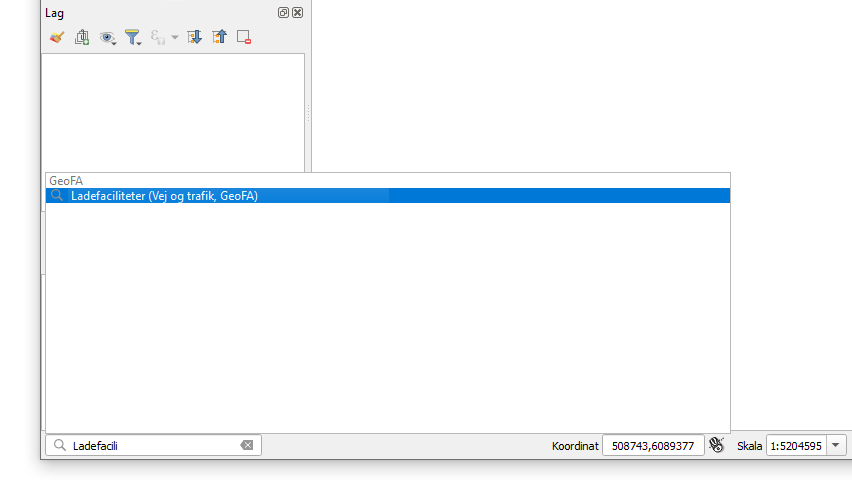 Lag
GeoFA
Ladefaciliteter (Vej og trafik, GeoFA)
Ladefacili
Koordinat 508743,6089377 Skala 1:5204595